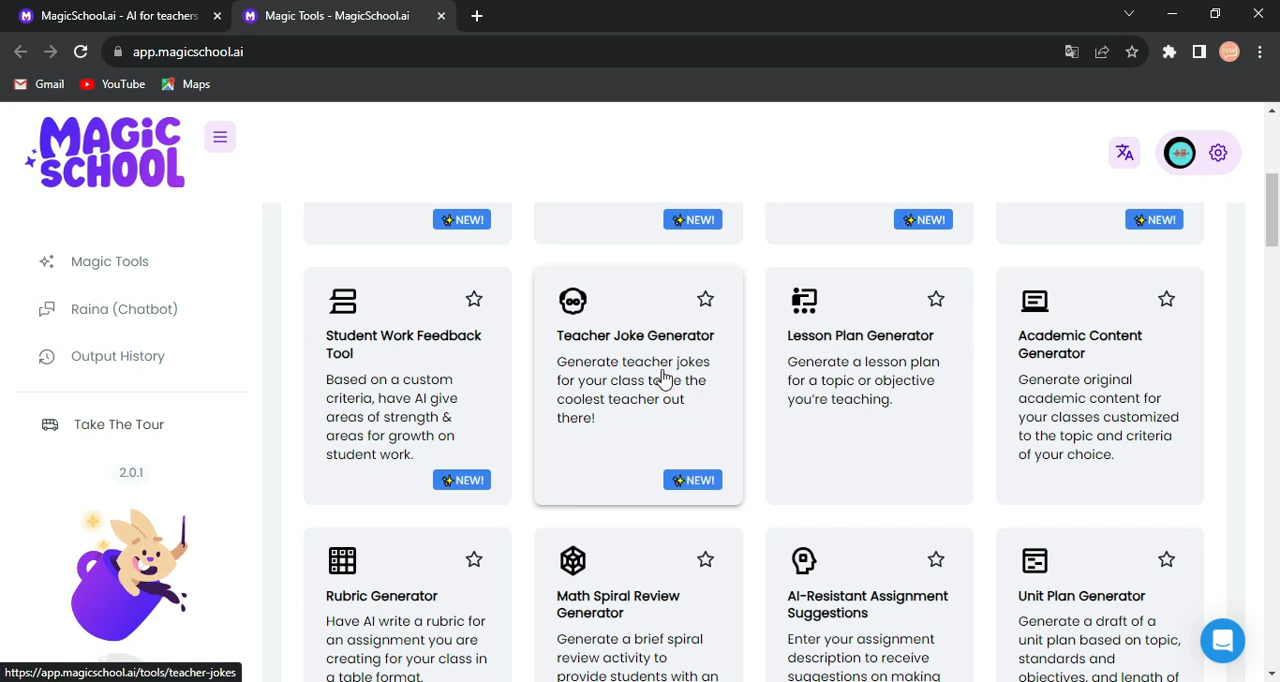 MagicSchool.ai - AI for teachers
Magic Tools - MagicSchool.ai
app.magicschool.ai
Gmail
YouTube
Maps
MAGiC
SCHOOL
NEW!
NEW!
NEW!
NEW!
Magic Tools
Raina (Chatbot)
Output History
Take The Tour
2.0.1
Student Work Feedback
Tool
Based on a custom
criteria, have AI give
areas of strength &
areas for growth on
student work.
NEW!
Teacher Joke Generator
Generate teacher jokes
for your class to be the
coolest teacher out
there!
NEW!
Lesson Plan Generator
Generate a lesson plan
for a topic or objective
you're teaching.
Academic Content
Generator
Generate original
academic content for
your classes customized
to the topic and criteria
of your choice.
Rubric Generator
Have AI write a rubric for
an assignment you are
creating for your class in
a table format.
Math Spiral Review
Generator
Generate a brief spiral
review activity to
provide students with an
AI-Resistant Assignment
Suggestions
Enter your assignment
description to receive
suggestions on making
Unit Plan Generator
Generate a draft of a
unit plan based on topic,
standards and
objectives, and length of
https://app.magicschool.ai/tools/teacher-jokes